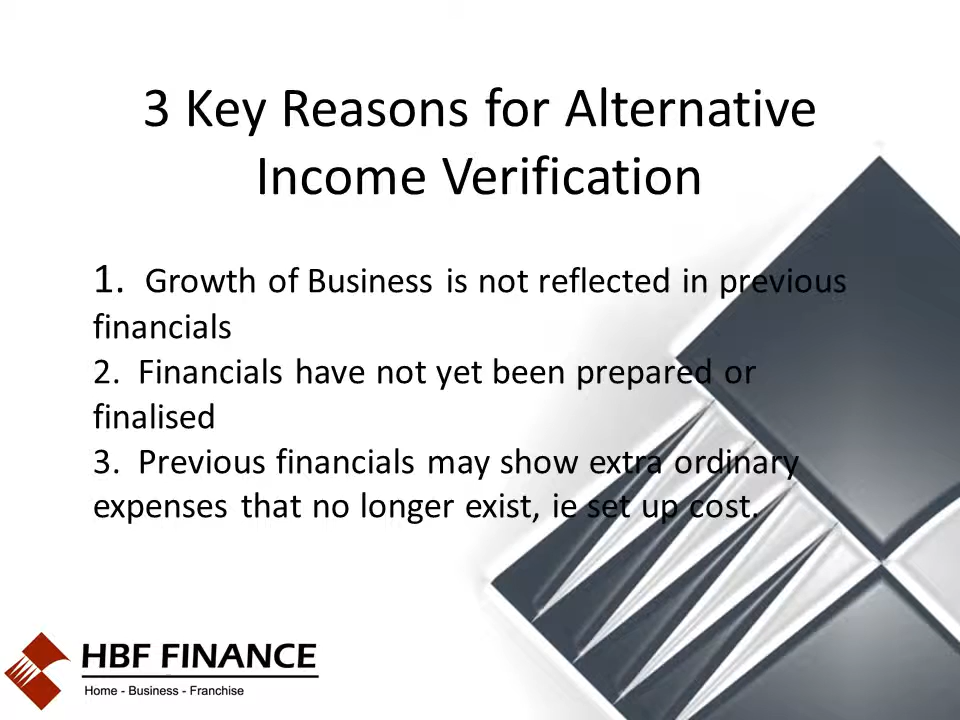 3 Key Reasons for Alternative
Income Verification
1. Growth of Business is not reflected in previous
financials
2. Financials have not yet been prepared or
finalised
3. Previous financials may show extra ordinary
expenses that no longer exist, ie set up cost.
HBF FINANCE
Home - Business - Franchise